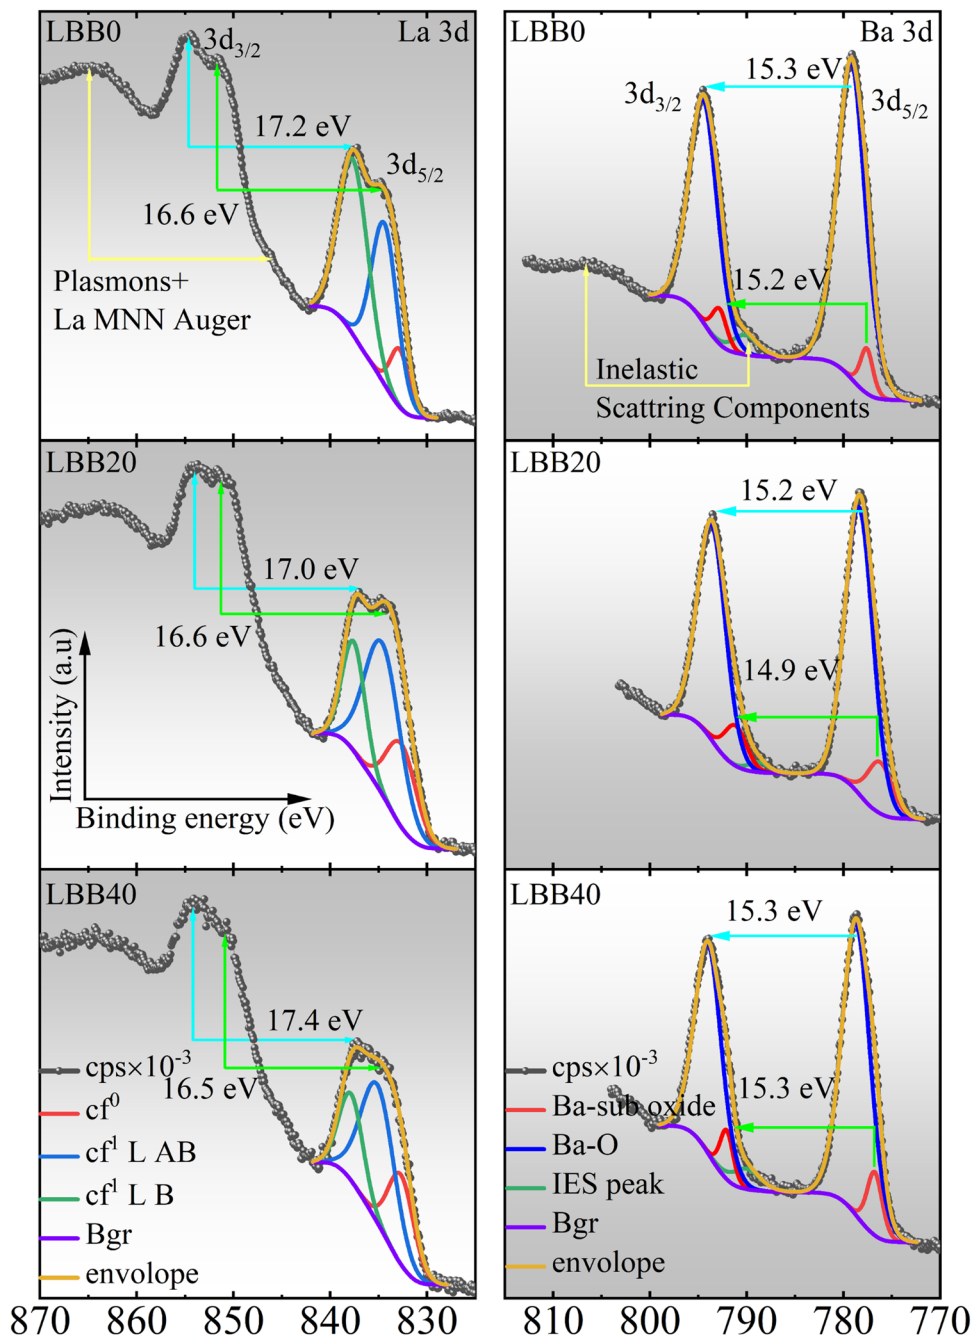 LBB0
3d3/2
La 3d
17.2 eV
3d5/2
16.6 eV
Plasmons+
La MNN Auger
LBB0
Ba 3d
15.3 eV
3d3/2
3d5/2
15.2 eV
Inelastic
Scattring Components
LBB20
17.0 eV
16.6 eV
Intensity (a.u)
Binding energy (eV)
LBB20
15.2 eV
14.9 eV
LBB40
17.4 eV
cps×10⁻³
16.5 eV
cf⁰
cf¹ L AB
cf¹ L B
Bgr
envolope
870 860 850 840 830
LBB40
15.3 eV
cps×10⁻³
15.3 eV
Ba-sub oxide
Ba-O
IES peak
Bgr
envolope
810 800 790 780 770